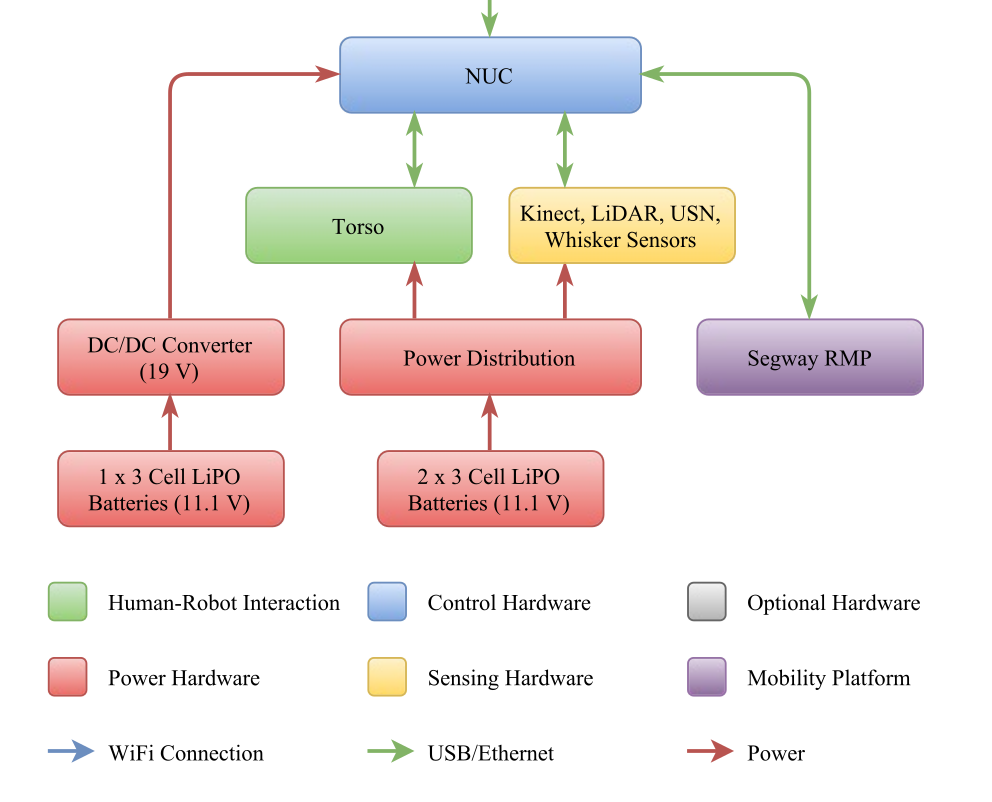 NUC
Torso
Kinect, LiDAR, USN,
Whisker Sensors
DC/DC Converter
(19 V)
Power Distribution
Segway RMP
1 x 3 Cell LiPO
Batteries (11.1 V)
2 x 3 Cell LiPO
Batteries (11.1 V)
Human-Robot Interaction
Control Hardware
Optional Hardware
Power Hardware
Sensing Hardware
Mobility Platform
WiFi Connection
USB/Ethernet
Power